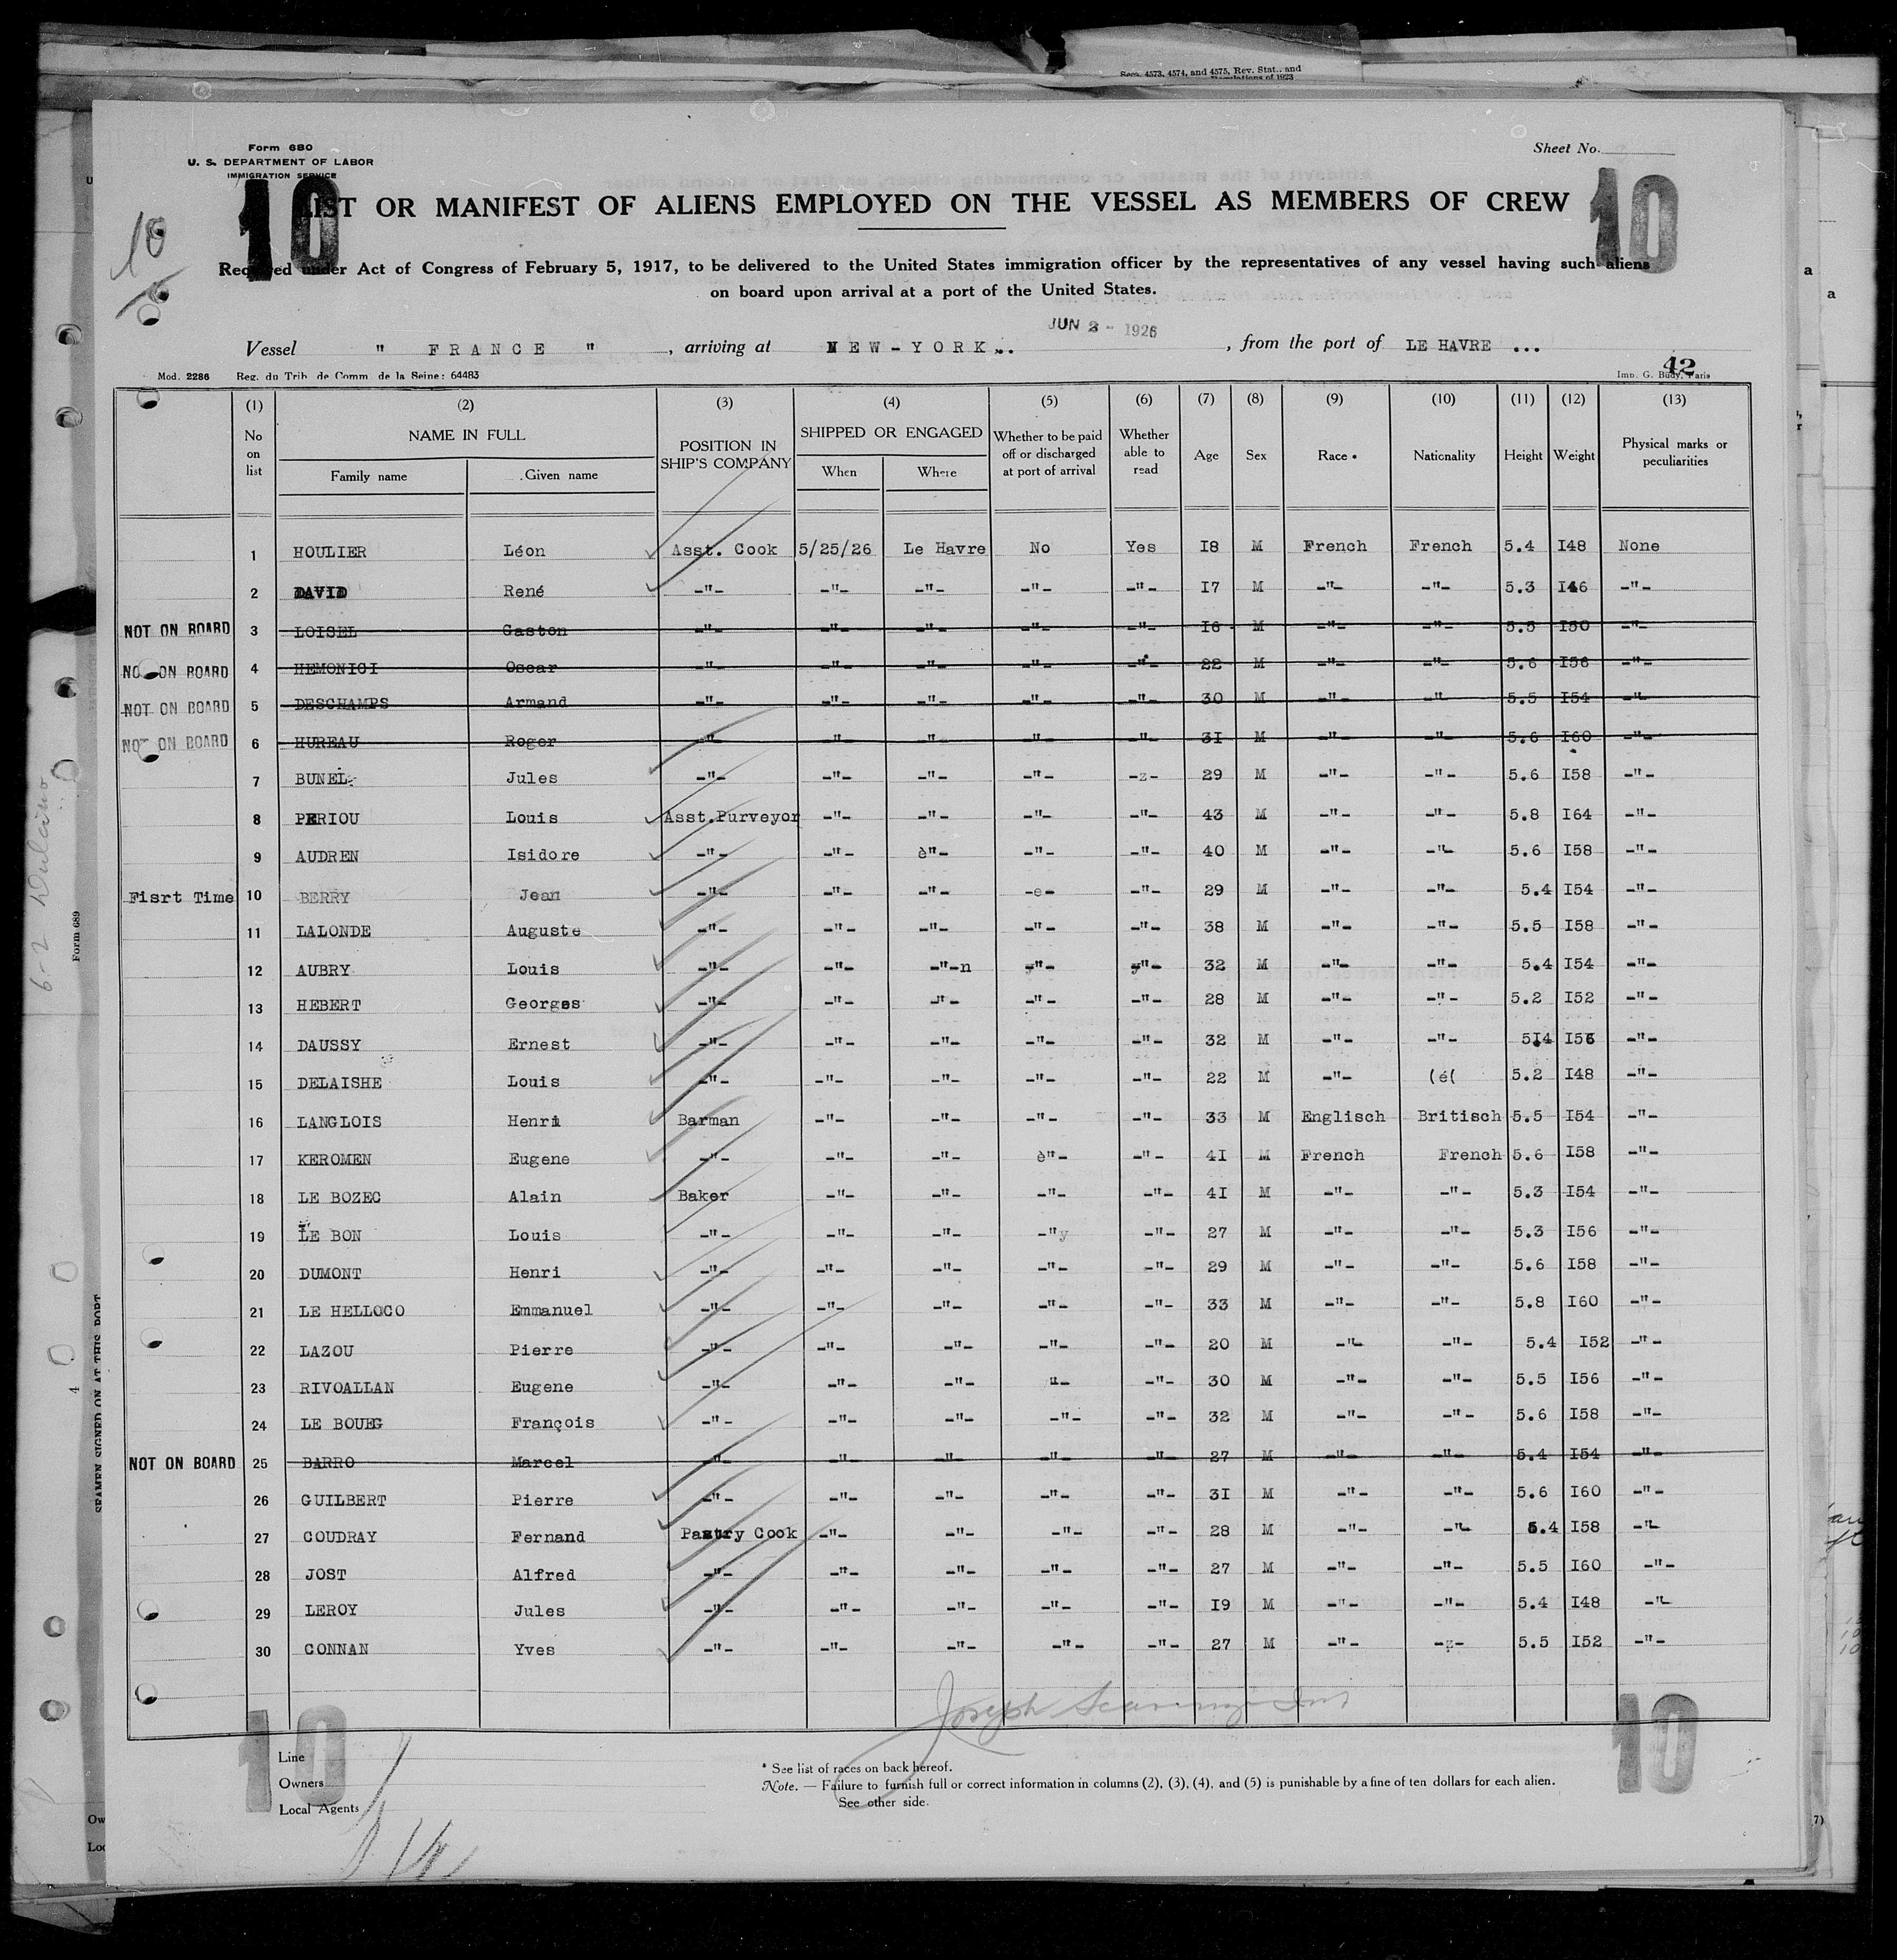 Secs. 4573, 4574, and 4575, Rev. Stat., and
Regulations of 1923
Form 680
U. S. DEPARTMENT OF LABOR
IMMIGRATION SERVICE
Sheet No.
10 10
10
LIST OR MANIFEST OF ALIENS EMPLOYED ON THE VESSEL AS MEMBERS OF CREW
Required under Act of Congress of February 5, 1917, to be delivered to the United States immigration officer by the representatives of any vessel having such aliens
on board upon arrival at a port of the United States.
JUN 2 - 1926
Vessel " FRANCE " , arriving at NEW-YORK... , from the port of LE HAVRE ...
42
Mod. 2286 Reg. du Trib. de Comm. de la Seine: 64483 Imp. G. Budy, Paris
(1) (2) (3) (4) (5) (6) (7) (8) (9) (10) (11) (12) (13)
No on list NAME IN FULL POSITION IN SHIP'S COMPANY SHIPPED OR ENGAGED Whether to be paid off or discharged at port of arrival Whether able to read Age Sex Race * Nationality Height Weight Physical marks or peculiarities
Family name Given name When Where
1 HOULIER Léon Asst. Cook 5/25/26 Le Havre No Yes I8 M French French 5.4 I48 None
2 DAVID René -"- -"- -"- -"- -"- I7 M -"- -"- 5.3 I46 -"-
NOT ON BOARD 3 LOISEL Gaston -"- -"- -"- -"- -"- I6 M -"- -"- 5.5 I50 -"-
NOT ON BOARD 4 HEMONICI Oscar -"- -"- -"- -"- -"- 22 M -"- -"- 5.6 I56 -"-
NOT ON BOARD 5 DESCHAMPS Armand -"- -"- -"- -"- -"- 30 M -"- -"- 5.5 I54 -"-
NOT ON BOARD 6 HUREAU Roger -"- -"- -"- -"- -"- 3I M -"- -"- 5.6 I60 -"-
7 BUNEL Jules -"- -"- -"- -"- -z- 29 M -"- -"- 5.6 I58 -"-
8 PERIOU Louis Asst.Purveyor -"- -"- -"- -"- 43 M -"- -"- 5.8 I64 -"-
9 AUDREN Isidore -"- -"- è"- -"- -"- 40 M -"- -"- 5.6 I58 -"-
Fisrt Time 10 BERRY Jean -"- -"- -"- -e- -"- 29 M -"- -"- 5.4 I54 -"-
11 LALONDE Auguste -"- -"- -"- -"- -"- 38 M -"- -"- 5.5 I58 -"-
12 AUBRY Louis -"- -"- -"-n y"- y"- 32 M -"- -"- 5.4 I54 -"-
13 HEBERT Georges -"- -"- -"- -"- -"- 28 M -"- -"- 5.2 I52 -"-
14 DAUSSY Ernest -"- -"- -"- -"- -"- 32 M -"- -"- 5.4 I56 -"-
15 DELAISHE Louis -"- -"- -"- -"- -"- 22 M -"- (é( 5.2 I48 -"-
16 LANGLOIS Henri Barman -"- -"- -"- -"- 33 M Englisch Britisch 5.5 I54 -"-
17 KEROMEN Eugene -"- -"- -"- è"- -"- 4I M French French 5.6 I58 -"-
18 LE BOZEC Alain Baker -"- -"- -"- -"- 4I M -"- -"- 5.3 I54 -"-
19 LE BON Louis -"- -"- -"- -"y -"- 27 M -"- -"- 5.3 I56 -"-
20 DUMONT Henri -"- -"- -"- -"- -"- 29 M -"- -"- 5.6 I58 -"-
21 LE HELLOCO Emmanuel -"- -"- -"- -"- -"- 33 M -"- -"- 5.8 I60 -"-
22 LAZOU Pierre -"- -"- -"- -"- -"- 20 M -"- -"- 5.4 I52 -"-
23 RIVOALLAN Eugene -"- -"- -"- "- -"- 30 M -"- -"- 5.5 I56 -"-
24 LE BOUEG François -"- -"- -"- -"- -"- 32 M -"- -"- 5.6 I58 -"-
NOT ON BOARD 25 BARRO Marcel -"- -"- -"- -"- -"- 27 M -"- -"- 5.4 I54 -"-
26 GUILBERT Pierre -"- -"- -"- -"- -"- 3I M -"- -"- 5.6 I60 -"-
27 COUDRAY Fernand Pastry Cook -"- -"- -"- -"- 28 M -"- -"- 5.4 I58 -"-
28 JOST Alfred -"- -"- -"- -"- -"- 27 M -"- -"- 5.5 I60 -"-
29 LEROY Jules -"- -"- -"- -"- -"- I9 M -"- -"- 5.4 I48 -"-
30 CONNAN Yves -"- -"- -"- -"- -"- 27 M -"- -z- 5.5 I52 -"-
Joseph
10 10
Line
Owners
Local Agents
* See list of races on back hereof.
Note. — Failure to furnish full or correct information in columns (2), (3), (4), and (5) is punishable by a fine of ten dollars for each alien.
See other side.
Form 689
SEAMEN SIGNED ON AT THIS PORT